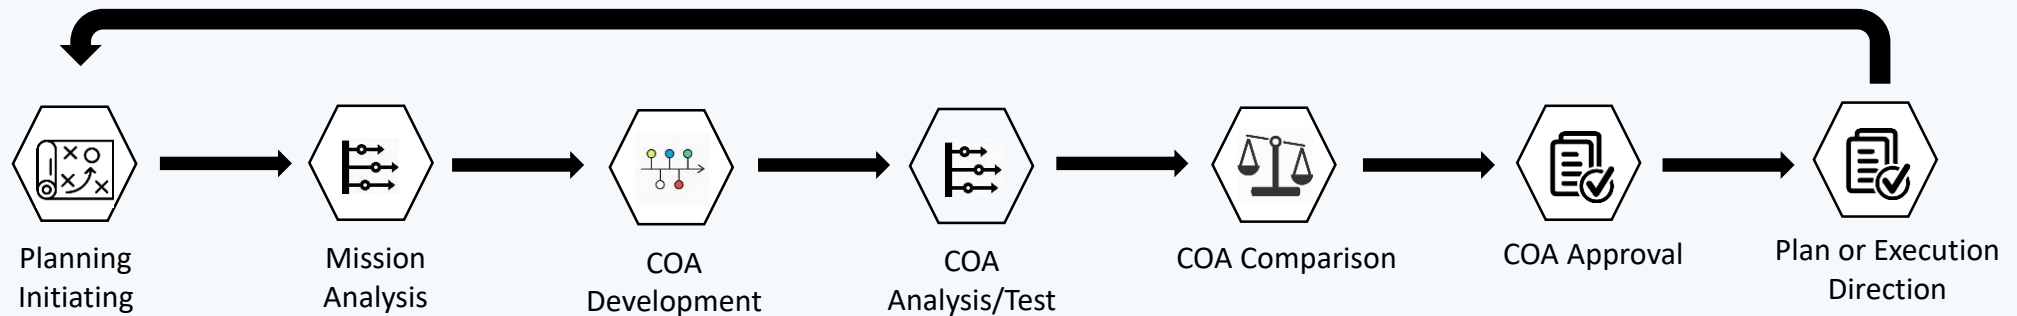 Planning
Initiating
Mission
Analysis
COA
Development
COA
Analysis/Test
COA Comparison
COA Approval
Plan or Execution
Direction